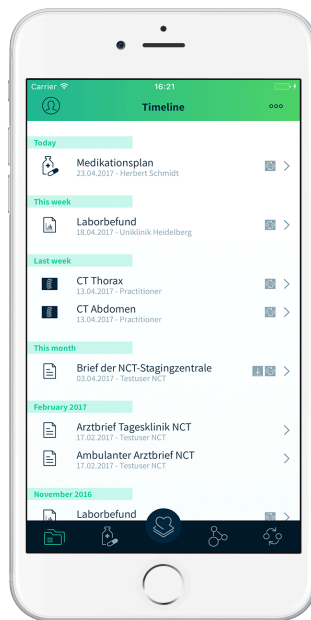 Carrier 16:21
Timeline
Today
Medikationsplan
23.04.2017 - Herbert Schmidt
This week
Laborbefund
18.04.2017 - Uniklinik Heidelberg
Last week
CT Thorax
13.04.2017 - Practitioner
CT Abdomen
13.04.2017 - Practitioner
This month
Brief der NCT-Stagingzentrale
03.04.2017 - Testuser NCT
February 2017
Arztbrief Tagesklinik NCT
17.02.2017 - Testuser NCT
Ambulanter Arztbrief NCT
17.02.2017 - Testuser NCT
November 2016
Laborbefund